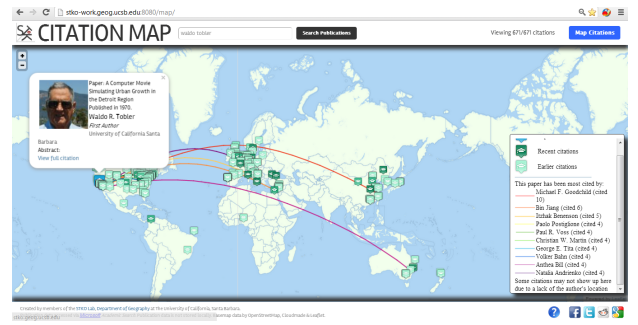 stko-work.geog.ucsb.edu:8080/map/
CITATION MAP
waldo tobler
Search Publications
Viewing 671/671 citations
Map Citations
+
-
×
Paper: A Computer Movie
Simulating Urban Growth in
the Detroit Region
Published in 1970.
Waldo R. Tobler
First Author
University of California Santa
Barbara
Abstract:
View full citation
Recent citations
Earlier citations
This paper has been most cited by:
Michael F. Goodchild (cited
10)
Bin Jiang (cited 6)
Itzhak Benenson (cited 5)
Paolo Postiglione (cited 4)
Paul R. Voss (cited 4)
Christian W. Martin (cited 4)
George E. Tita (cited 4)
Volker Bahn (cited 4)
Anthea Bill (cited 4)
Natalia Andrienko (cited 4)
Some citations may not show up here
due to a lack of the author's location
Created by members of the STKO Lab, Department of Geography at The University of California, Santa Barbara.
stko.geog.ucsb.edu